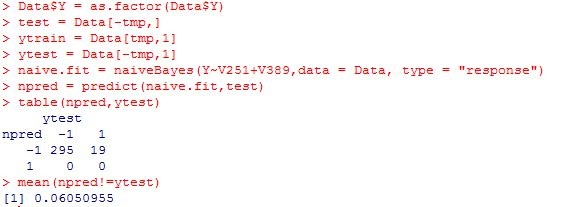 > Data$Y = as.factor(Data$Y)
> test = Data[-tmp,]
> ytrain = Data[tmp,1]
> ytest = Data[-tmp,1]
> naive.fit = naiveBayes(Y~V251+V389,data = Data, type = "response")
> npred = predict(naive.fit,test)
> table(npred,ytest)
ytest
npred -1 1
-1 295 19
1 0 0
> mean(npred!=ytest)
[1] 0.06050955